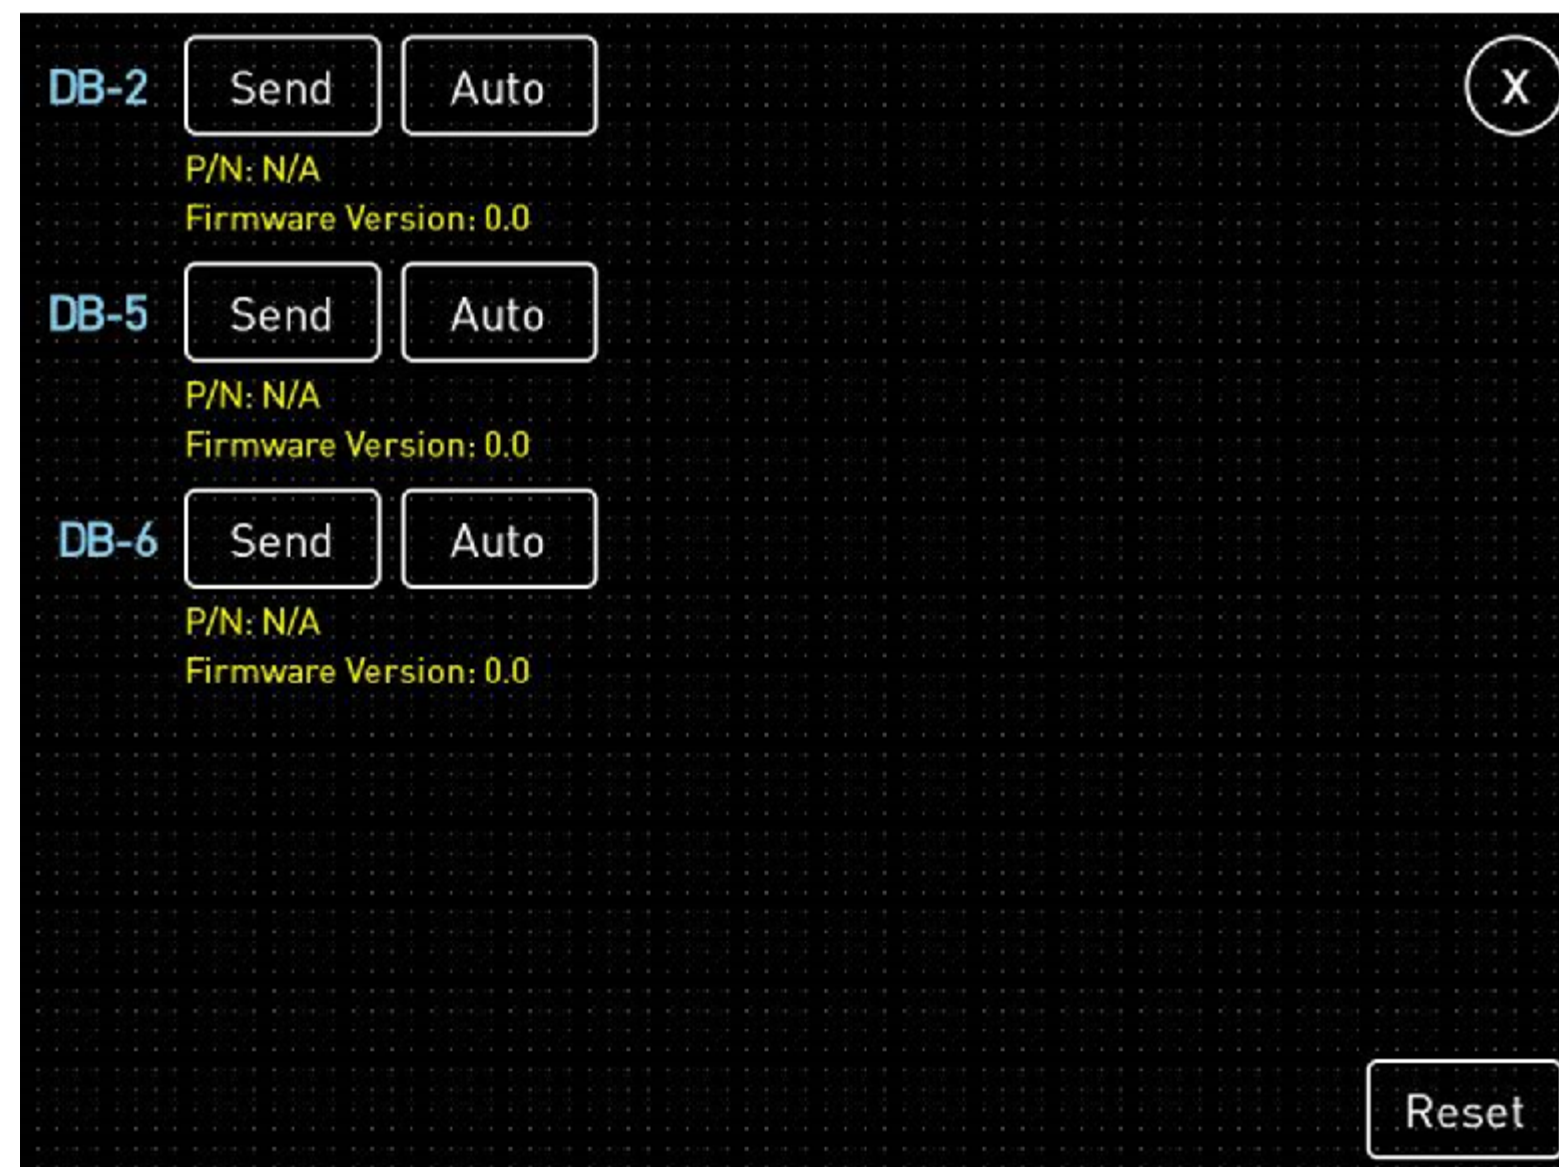 DB-2 Send Auto X
P/N: N/A
Firmware Version: 0.0
DB-5 Send Auto
P/N: N/A
Firmware Version: 0.0
DB-6 Send Auto
P/N: N/A
Firmware Version: 0.0
Reset